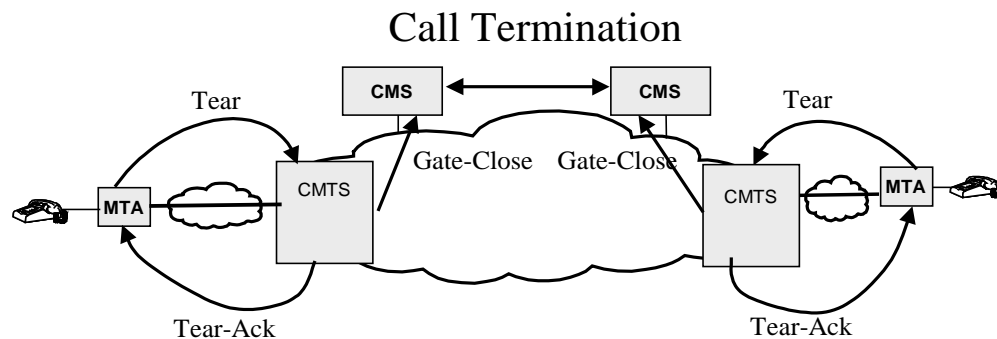 Call Termination
CMS
CMS
Tear
Tear
Gate-Close
Gate-Close
CMTS
CMTS
MTA
MTA
Tear-Ack
Tear-Ack